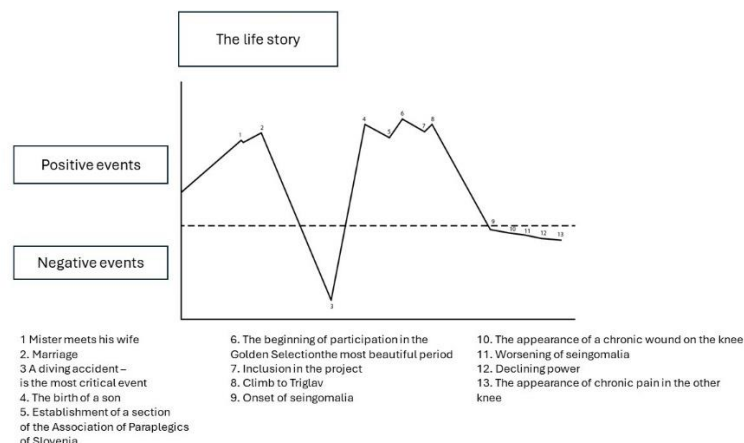 The life story
1
2
3
4
5
6
7
8
9
10
11
12
13
Positive events
Negative events
1 Mister meets his wife
2. Marriage
3 A diving accident –
is the most critical event
4. The birth of a son
5. Establishment of a section
of the Association of Paraplegics
of Slovenia
6. The beginning of participation in the
Golden Selectionthe most beautiful period
7. Inclusion in the project
8. Climb to Triglav
9. Onset of seingomalia
10. The appearance of a chronic wound on the knee
11. Worsening of seingomalia
12. Declining power
13. The appearance of chronic pain in the other
knee